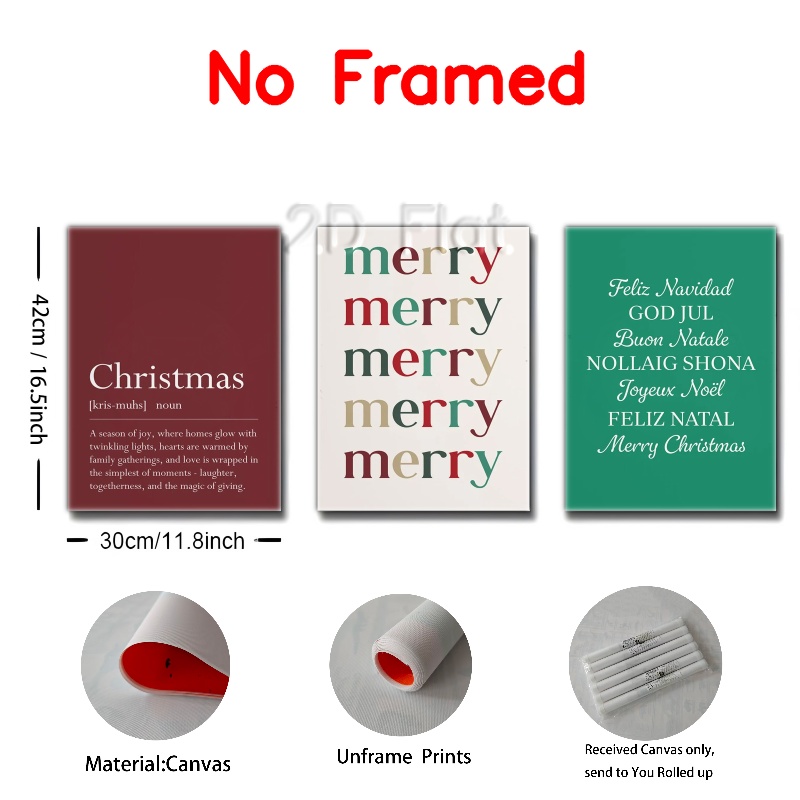 No Framed
2D Flat
42cm / 16.5inch
Christmas
[kris-muhs] noun
A season of joy, where homes glow with
twinkling lights, hearts are warmed by
family gatherings, and love is wrapped in
the simplest of moments - laughter,
togetherness, and the magic of giving.
merry
merry
merry
merry
merry
Feliz Navidad
GOD JUL
Buon Natale
NOLLAIG SHONA
Joyeux Noël
FELIZ NATAL
Merry Christmas
30cm/11.8inch
Material:Canvas
Unframe Prints
Received Canvas only,
send to You Rolled up